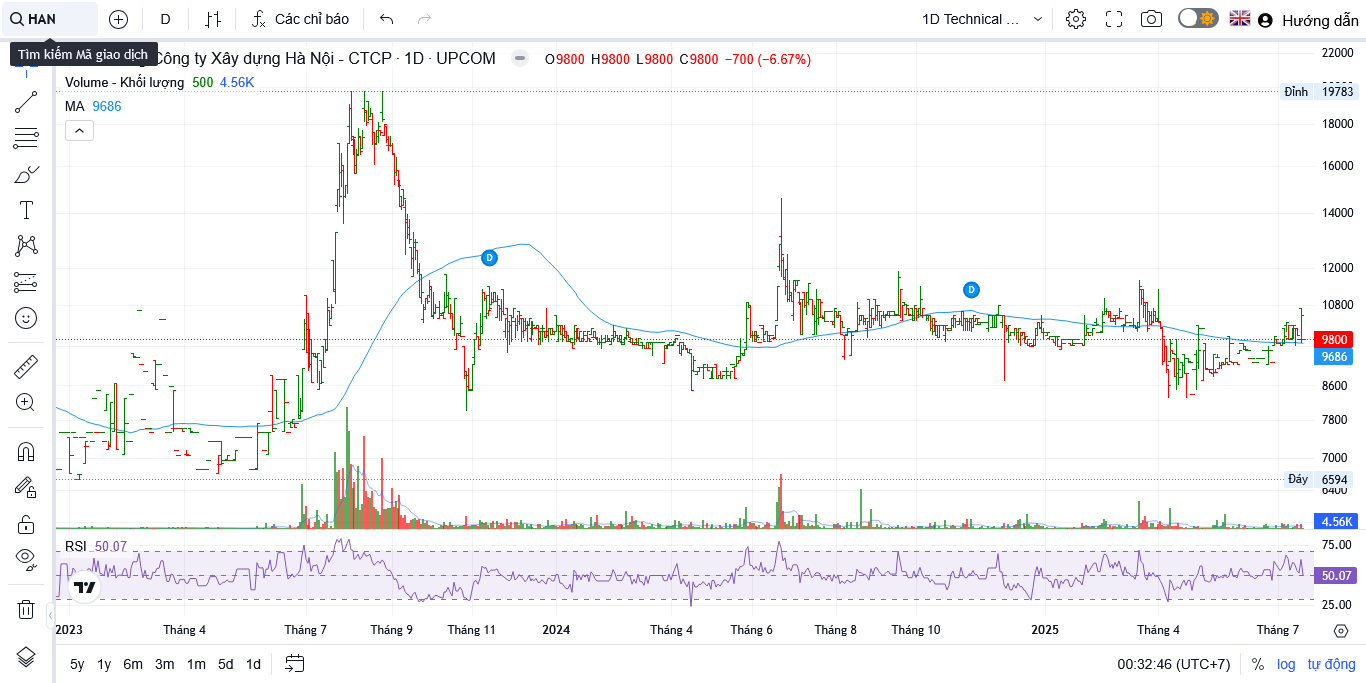 HAN
D
Các chỉ báo
1D Technical ...
Hướng dẫn
Tìm kiếm Mã giao dịch
Công ty Xây dựng Hà Nội - CTCP · 1D · UPCOM
O9800 H9800 L9800 C9800 −700 (−6.67%)
Volume - Khối lượng 500 4.56K
MA 9686
22000
Đỉnh 19783
18000
16000
14000
12000
10800
9800
9686
8600
7800
7000
Đáy 6594
6400
4.56K
D
D
RSI 50.07
75.00
50.07
25.00
2023 Tháng 4 Tháng 7 Tháng 9 Tháng 11 2024 Tháng 4 Tháng 6 Tháng 8 Tháng 10 2025 Tháng 4 Tháng 7
5y 1y 6m 3m 1m 5d 1d
00:32:46 (UTC+7) % log tự động